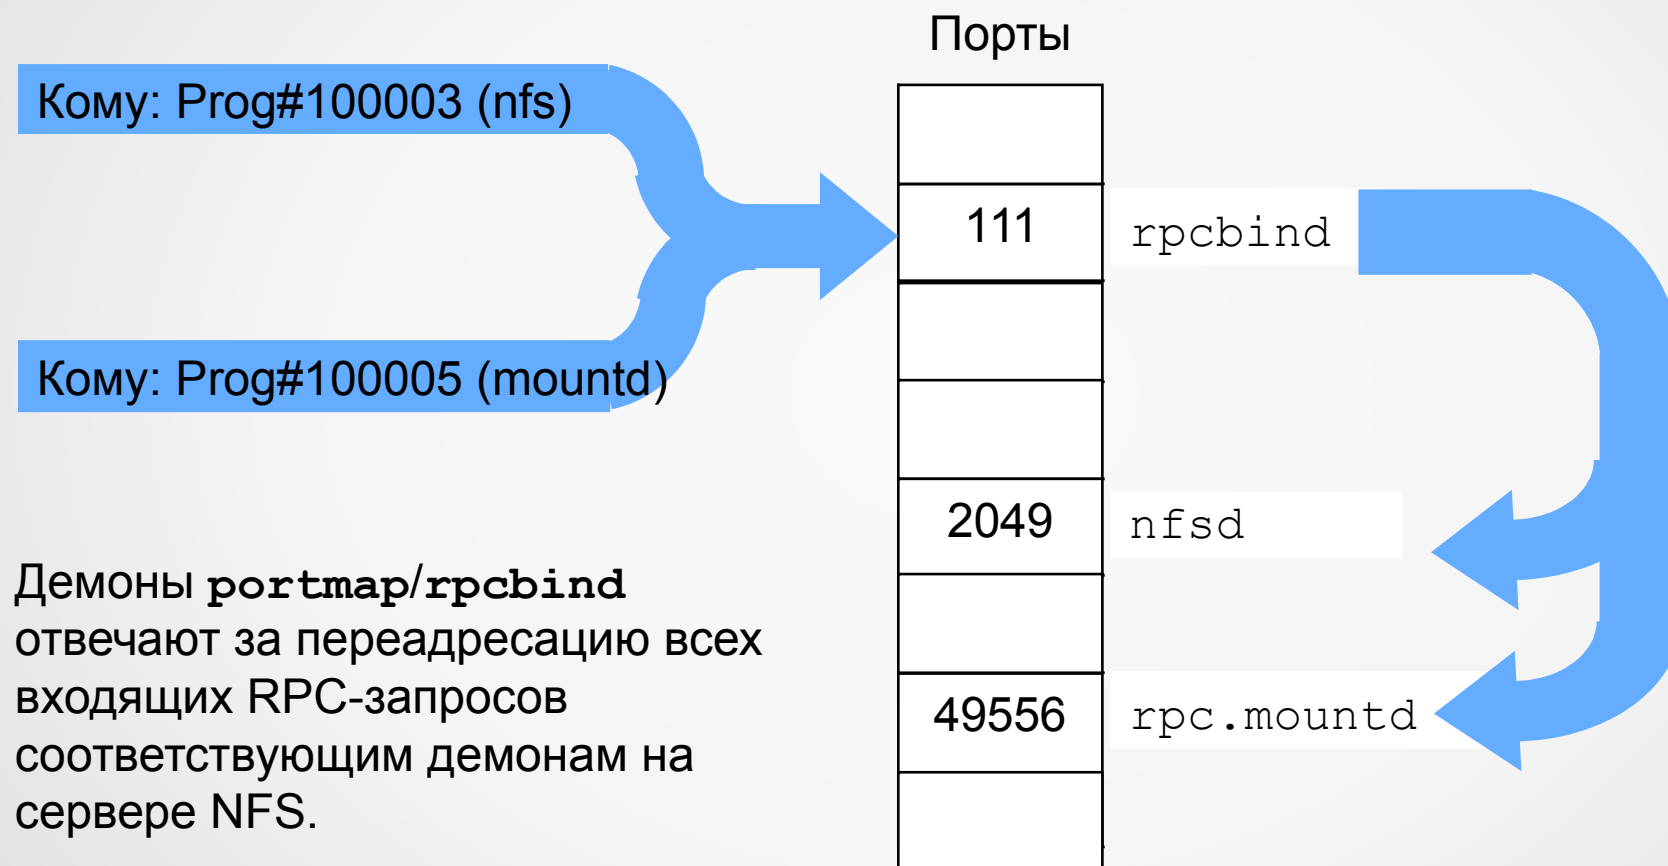 Порты
Кому: Prog#100003 (nfs)
111
rpcbind
Кому: Prog#100005 (mountd)
2049
nfsd
Демоны portmap/rpcbind
отвечают за переадресацию всех
входящих RPC-запросов
соответствующим демонам на
сервере NFS.
49556
rpc.mountd